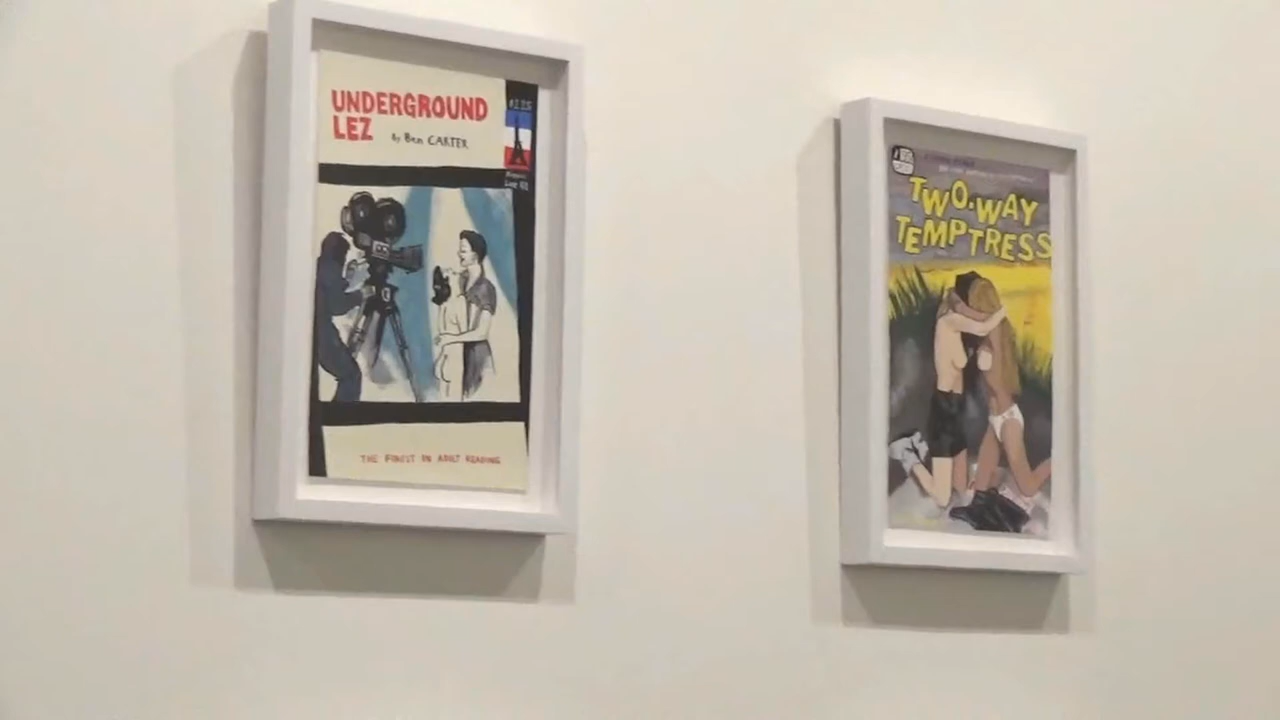 UNDERGROUND
LEZ
By Ben CARTER
THE FINEST IN ADULT READING
TWO-WAY
TEMPTRESS